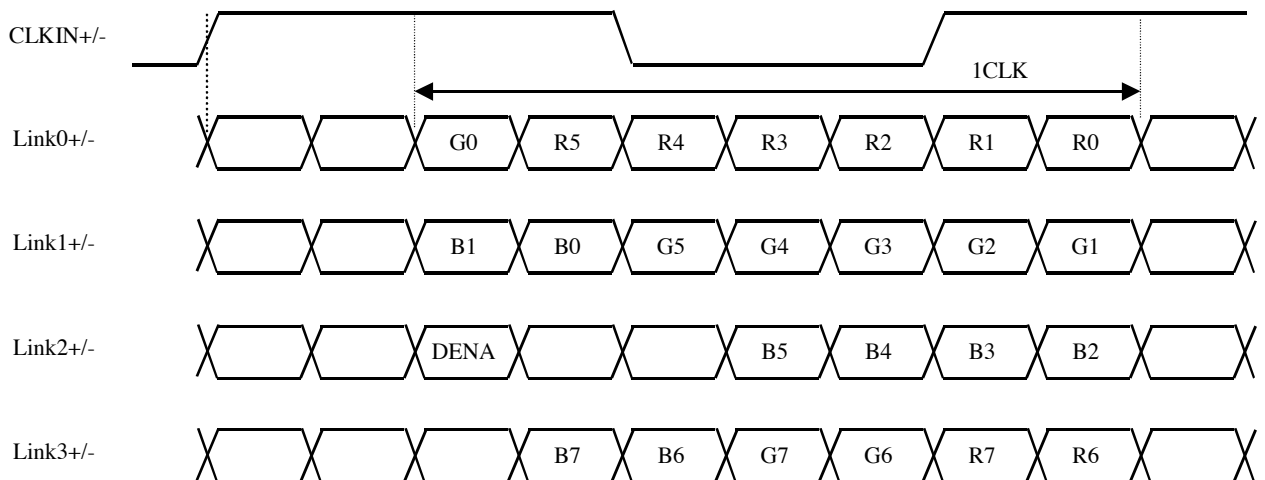 CLKIN+/-
1CLK
Link0+/- G0 R5 R4 R3 R2 R1 R0
Link1+/- B1 B0 G5 G4 G3 G2 G1
Link2+/- DENA B5 B4 B3 B2
Link3+/- B7 B6 G7 G6 R7 R6